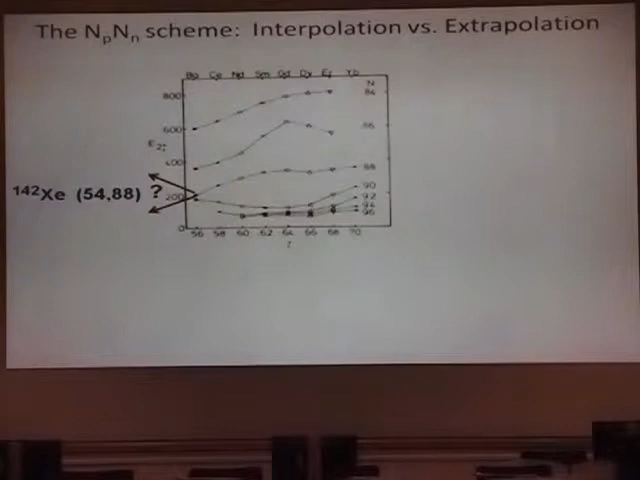 The NpNn scheme: Interpolation vs. Extrapolation
Ba Ce Nd Sm Gd Dy Er Yb
N
800
84
600
86
E2+1
400
88
142Xe (54,88) ?
200
90
92
94
96
0
56 58 60 62 64 66 68 70
Z